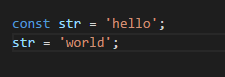 const str = 'hello';
str = 'world';